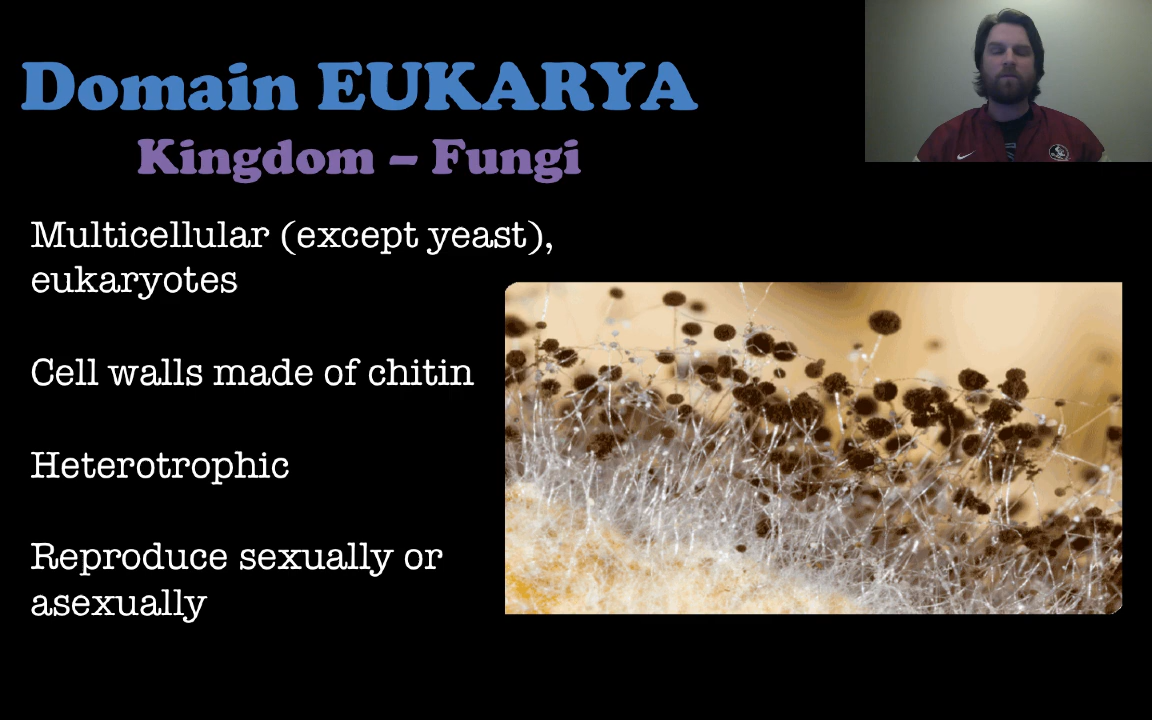 Domain EUKARYA
Kingdom – Fungi
Multicellular (except yeast),
eukaryotes
Cell walls made of chitin
Heterotrophic
Reproduce sexually or
asexually